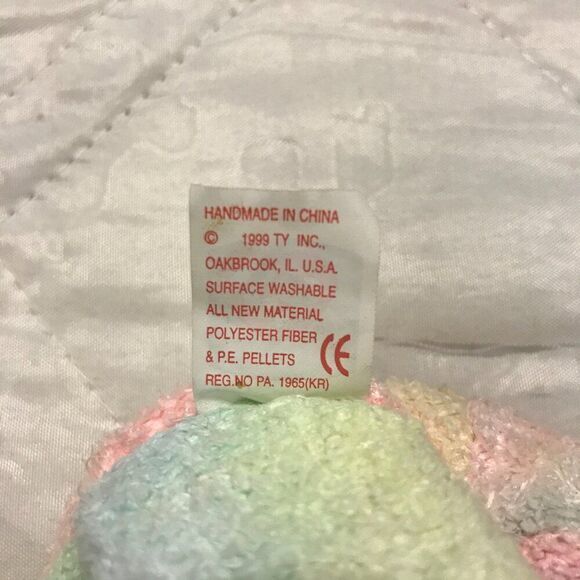 HANDMADE IN CHINA
© 1999 TY INC.,
OAKBROOK, IL. U.S.A.
SURFACE WASHABLE
ALL NEW MATERIAL
POLYESTER FIBER
& P.E. PELLETS CE
REG.NO PA. 1965(KR)